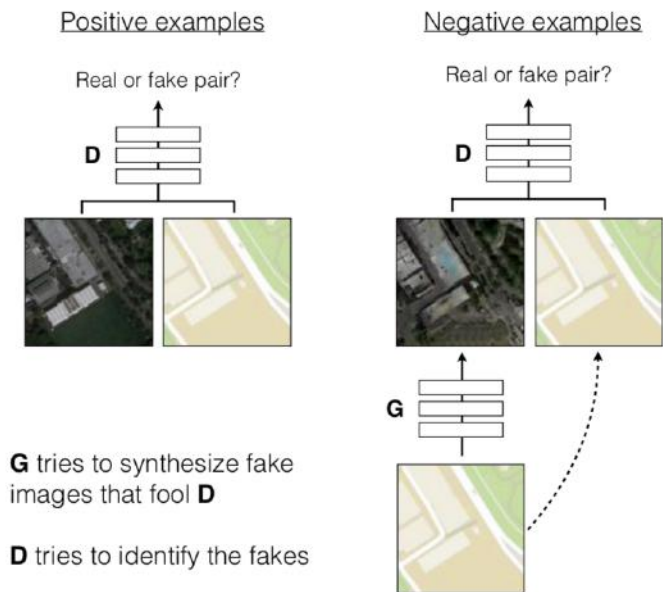 Positive examples
Real or fake pair?
D
G tries to synthesize fake
images that fool D
D tries to identify the fakes
Negative examples
Real or fake pair?
D
G